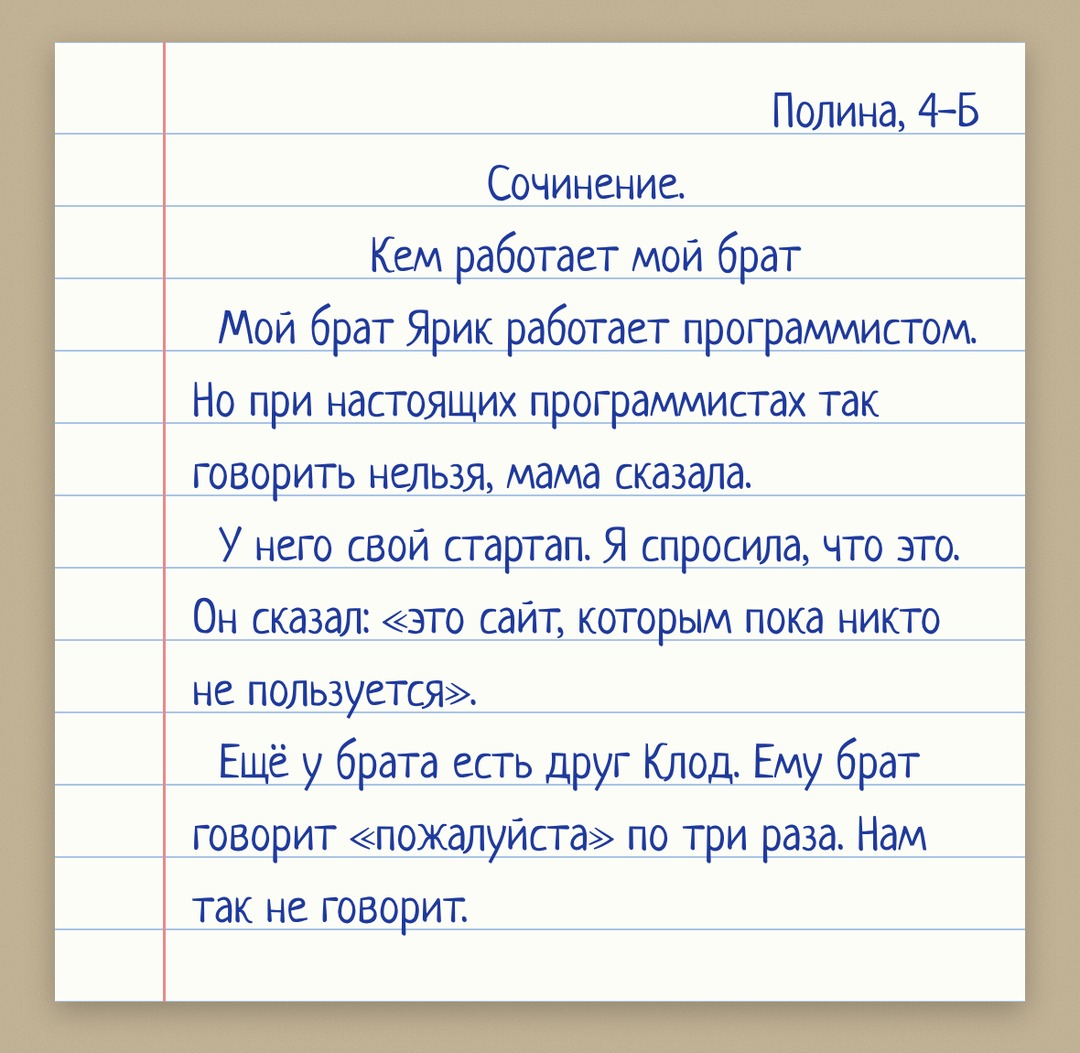 Полина, 4-Б
Сочинение.
Кем работает мой брат
Мой брат Ярик работает программистом.
Но при настоящих программистах так
говорить нельзя, мама сказала.
У него свой стартап. Я спросила, что это.
Он сказал: «это сайт, которым пока никто
не пользуется».
Ещё у брата есть друг Клод. Ему брат
говорит «пожалуйста» по три раза. Нам
так не говорит.